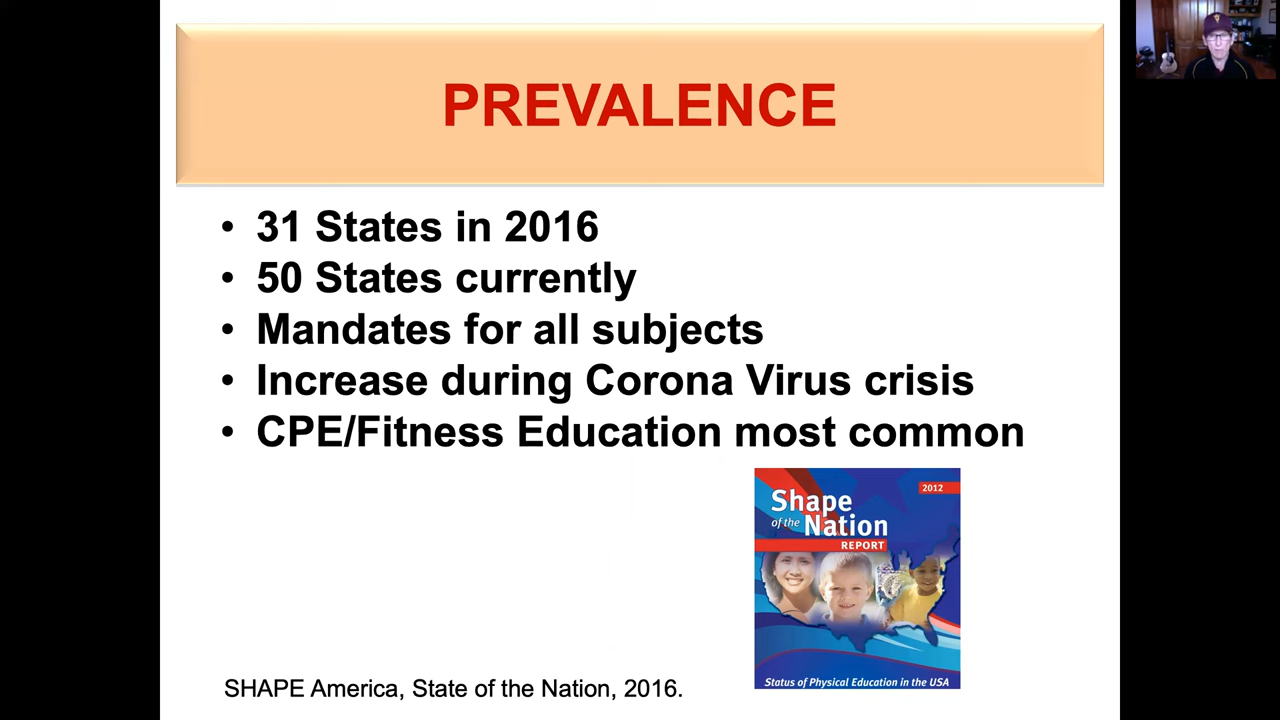 PREVALENCE
• 31 States in 2016
• 50 States currently
• Mandates for all subjects
• Increase during Corona Virus crisis
• CPE/Fitness Education most common
2012
Shape
of the Nation
REPORT
Status of Physical Education in the USA
SHAPE America, State of the Nation, 2016.